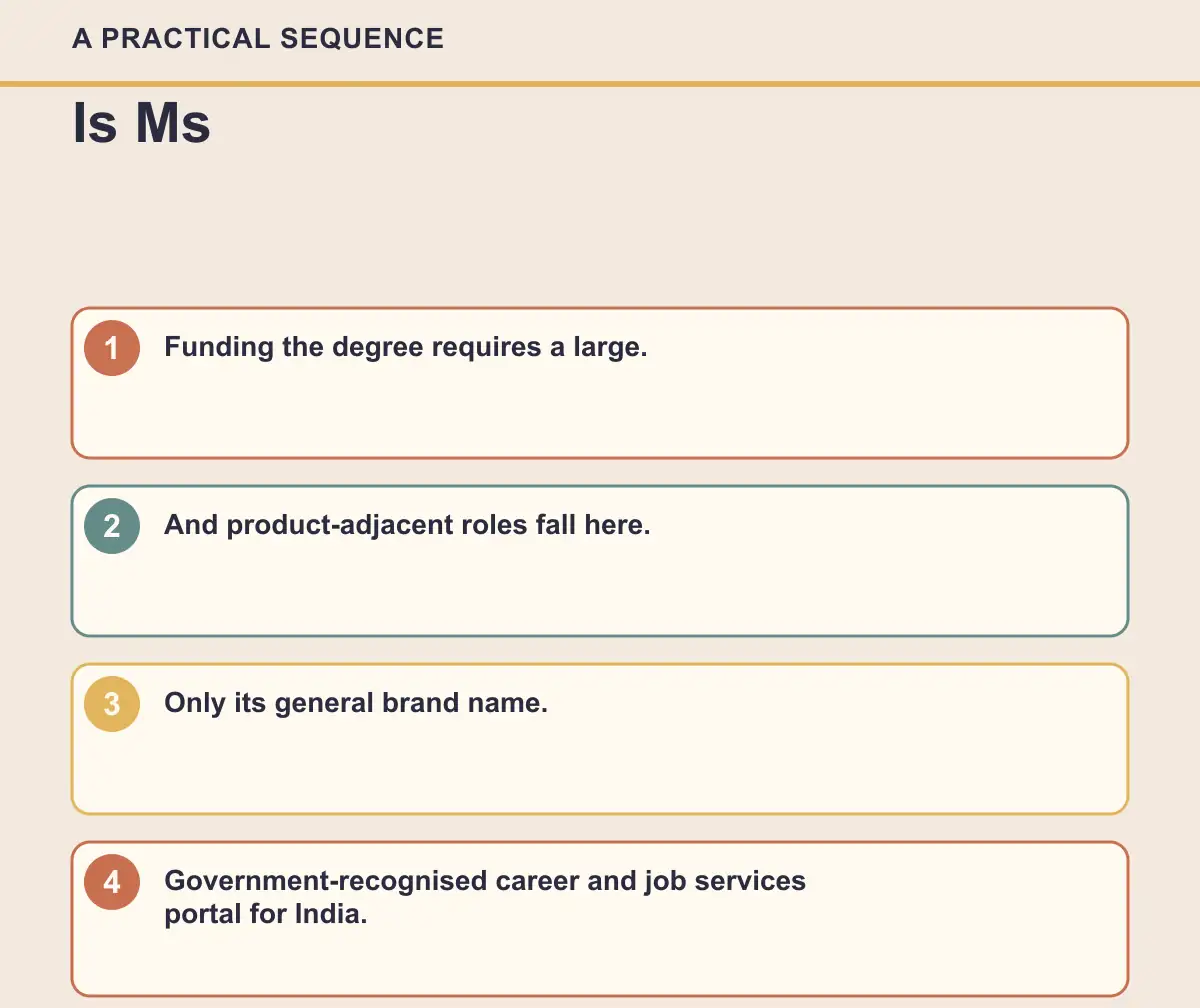 A PRACTICAL SEQUENCE
Is Ms
1
Funding the degree requires a large.
2
And product-adjacent roles fall here.
3
Only its general brand name.
4
Government-recognised career and job services
portal for India.